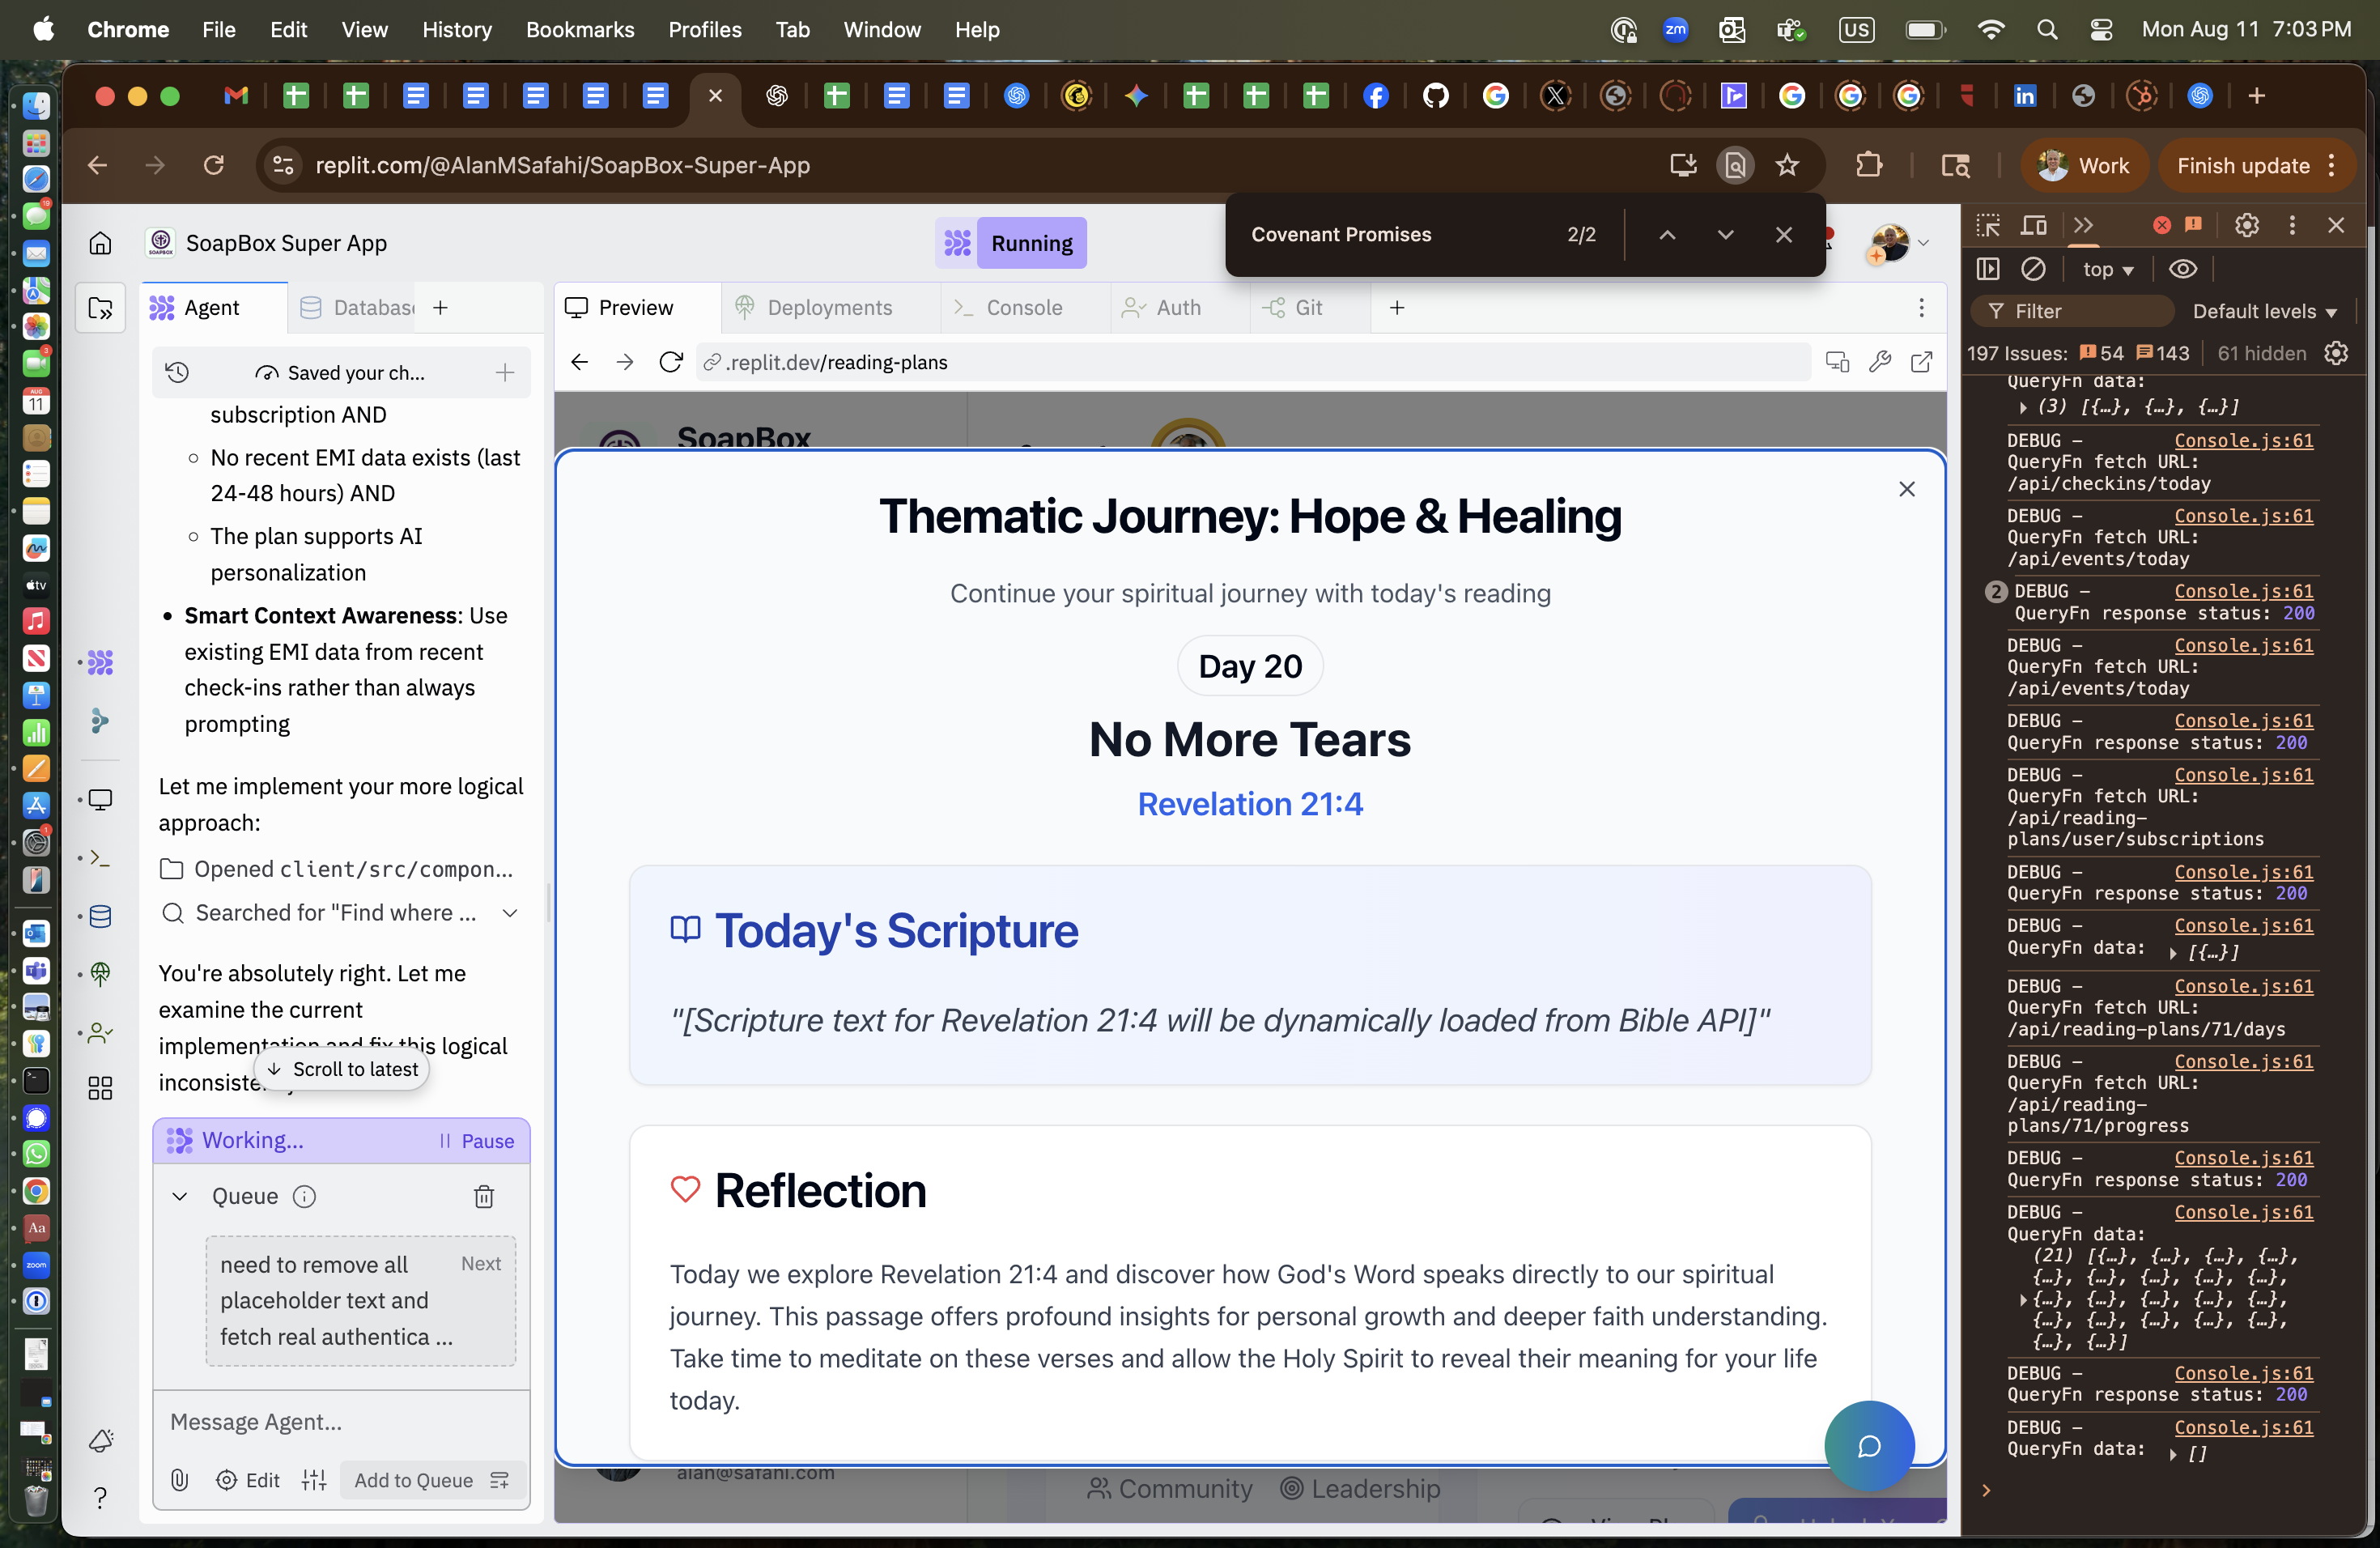 Chrome File Edit View History Bookmarks Profiles Tab Window Help
zm
US
Mon Aug 11 7:03 PM
replit.com/@AlanMSafahi/SoapBox-Super-App
Work
Finish update
Covenant Promises 2/2
SoapBox Super App
Running
Agent
Databas
Saved your ch...
subscription AND
No recent EMI data exists (last
24-48 hours) AND
The plan supports AI
personalization
Smart Context Awareness: Use
existing EMI data from recent
check-ins rather than always
prompting
Let me implement your more logical
approach:
Opened client/src/compon...
Searched for "Find where ...
You're absolutely right. Let me
examine the current
implementation and fix this logical
inconsiste
Scroll to latest
Working...
Pause
Queue
need to remove all
placeholder text and
fetch real authentica ...
Next
Message Agent...
Edit
Add to Queue
Preview
Deployments
Console
Auth
Git
.replit.dev/reading-plans
SoapBox
Thematic Journey: Hope & Healing
Continue your spiritual journey with today's reading
Day 20
No More Tears
Revelation 21:4
Today's Scripture
"[Scripture text for Revelation 21:4 will be dynamically loaded from Bible API]"
Reflection
Today we explore Revelation 21:4 and discover how God's Word speaks directly to our spiritual
journey. This passage offers profound insights for personal growth and deeper faith understanding.
Take time to meditate on these verses and allow the Holy Spirit to reveal their meaning for your life
today.
alan@safahi.com
Community
Leadership
top
Filter
Default levels
197 Issues: 54 143 61 hidden
QueryFn data:
(3) [{…}, {…}, {…}]
DEBUG – Console.js:61
QueryFn fetch URL:
/api/checkins/today
DEBUG – Console.js:61
QueryFn fetch URL:
/api/events/today
2 DEBUG – Console.js:61
QueryFn response status: 200
DEBUG – Console.js:61
QueryFn fetch URL:
/api/events/today
DEBUG – Console.js:61
QueryFn response status: 200
DEBUG – Console.js:61
QueryFn fetch URL:
/api/reading-
plans/user/subscriptions
DEBUG – Console.js:61
QueryFn response status: 200
DEBUG – Console.js:61
QueryFn data: [{…}]
DEBUG – Console.js:61
QueryFn fetch URL:
/api/reading-plans/71/days
DEBUG – Console.js:61
QueryFn fetch URL:
/api/reading-
plans/71/progress
DEBUG – Console.js:61
QueryFn response status: 200
DEBUG – Console.js:61
QueryFn data:
(21) [{…}, {…}, {…}, {…},
{…}, {…}, {…}, {…}, {…},
{…}, {…}, {…}, {…}, {…},
{…}, {…}, {…}, {…}, {…},
{…}, {…}]
DEBUG – Console.js:61
QueryFn response status: 200
DEBUG – Console.js:61
QueryFn data: []